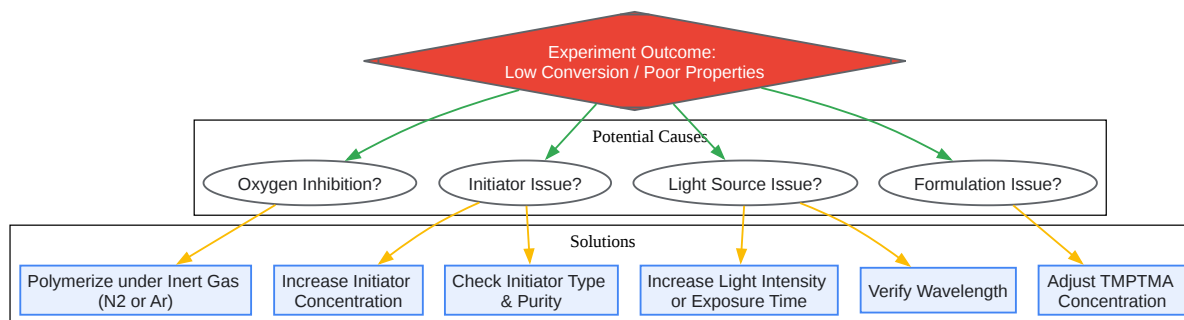 Experiment Outcome:
Low Conversion / Poor Properties
Potential Causes
Oxygen Inhibition?
Initiator Issue?
Light Source Issue?
Formulation Issue?
Solutions
Polymerize under Inert Gas
(N2 or Ar)
Increase Initiator
Concentration
Check Initiator Type
& Purity
Increase Light Intensity
or Exposure Time
Verify Wavelength
Adjust TMPTMA
Concentration